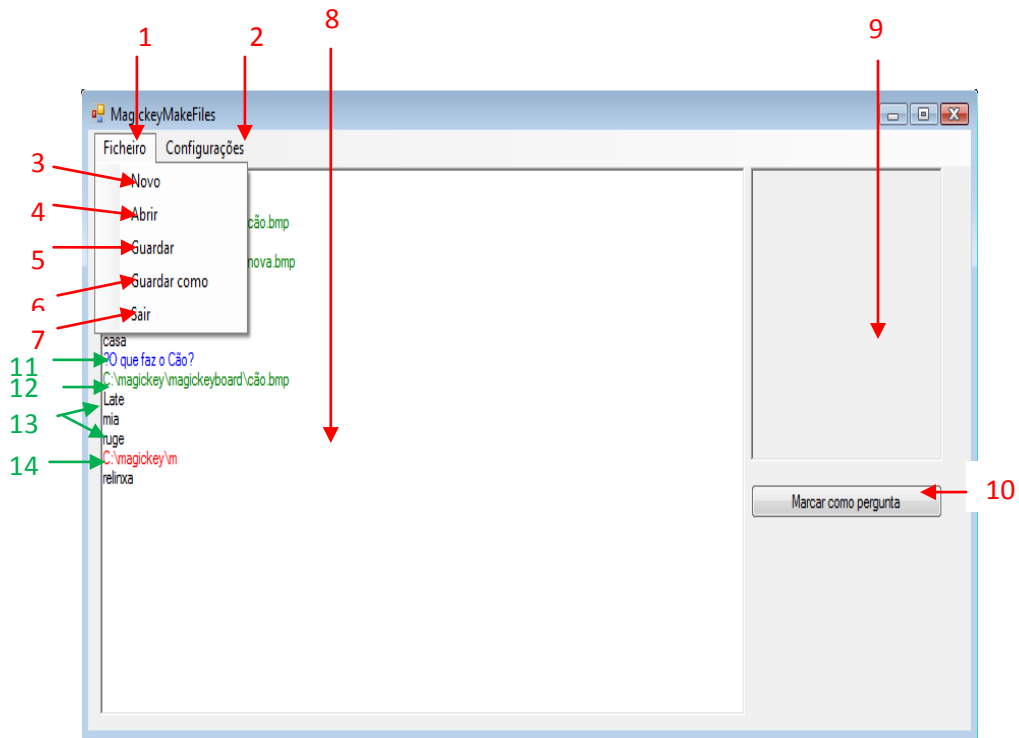 8
9
1
2
MagickeyMakeFiles
Ficheiro Configurações
3
Novo
4
Abrir
cão.bmp
5
Guardar
nova.bmp
6
Guardar como
7
Sair
casa
11
?O que faz o Cão?
12
C:\magickey\magickeyboard\cão.bmp
Late
13
mia
ruge
14
C:\magickey\m
relinxa
10
Marcar como pergunta